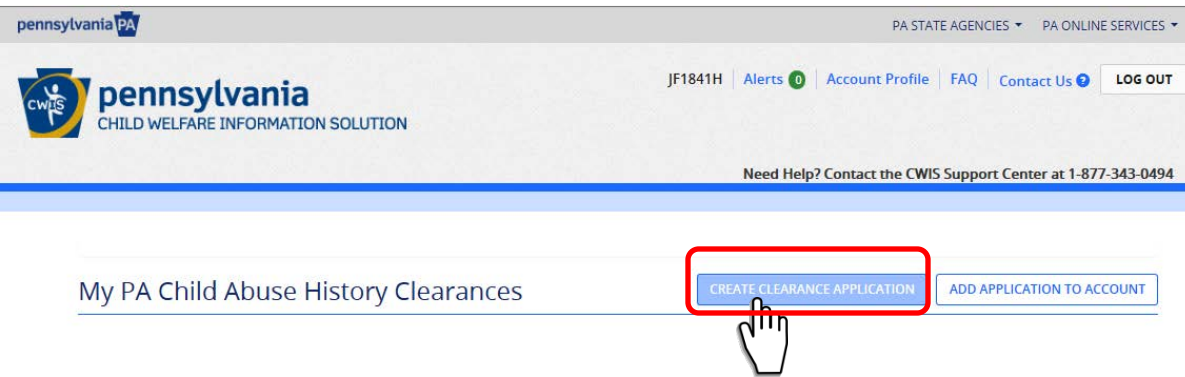 pennsylvania PA PA STATE AGENCIES PA ONLINE SERVICES
JF1841H Alerts 0 Account Profile FAQ Contact Us ? LOG OUT
CWIS pennsylvania
CHILD WELFARE INFORMATION SOLUTION
Need Help? Contact the CWIS Support Center at 1-877-343-0494
My PA Child Abuse History Clearances CREATE CLEARANCE APPLICATION ADD APPLICATION TO ACCOUNT